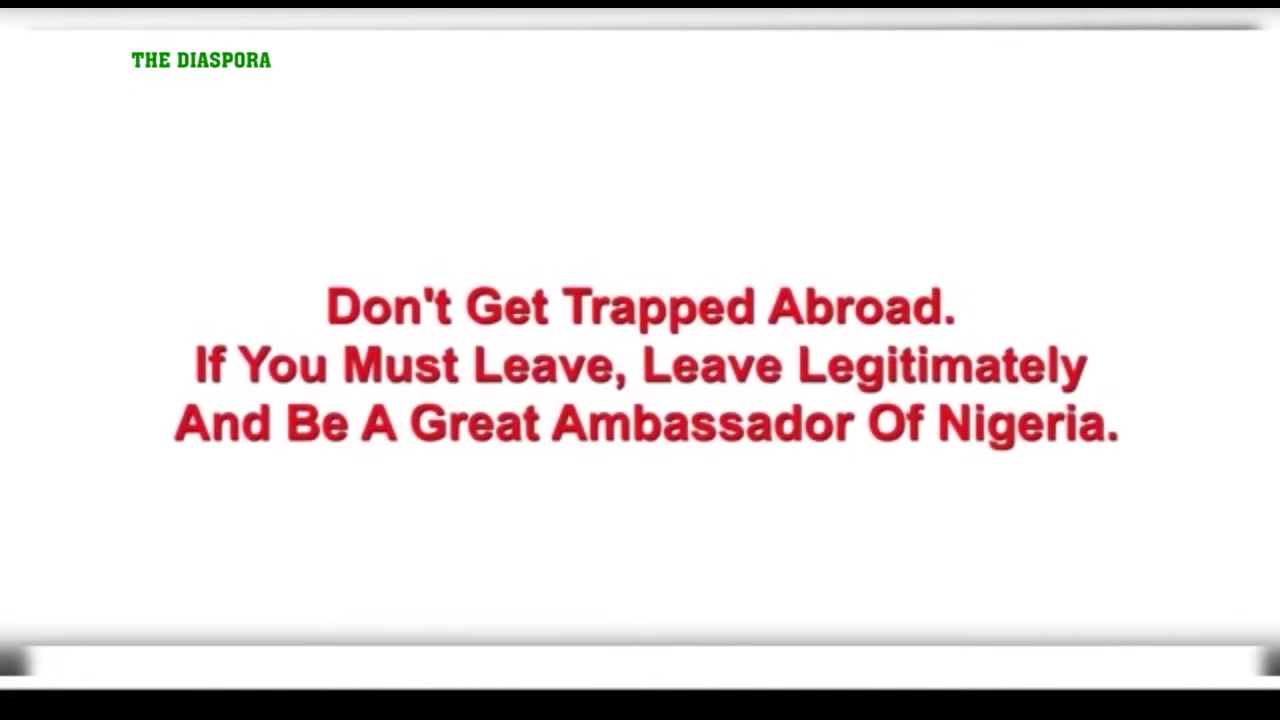 THE DIASPORA
Don't Get Trapped Abroad.
If You Must Leave, Leave Legitimately
And Be A Great Ambassador Of Nigeria.